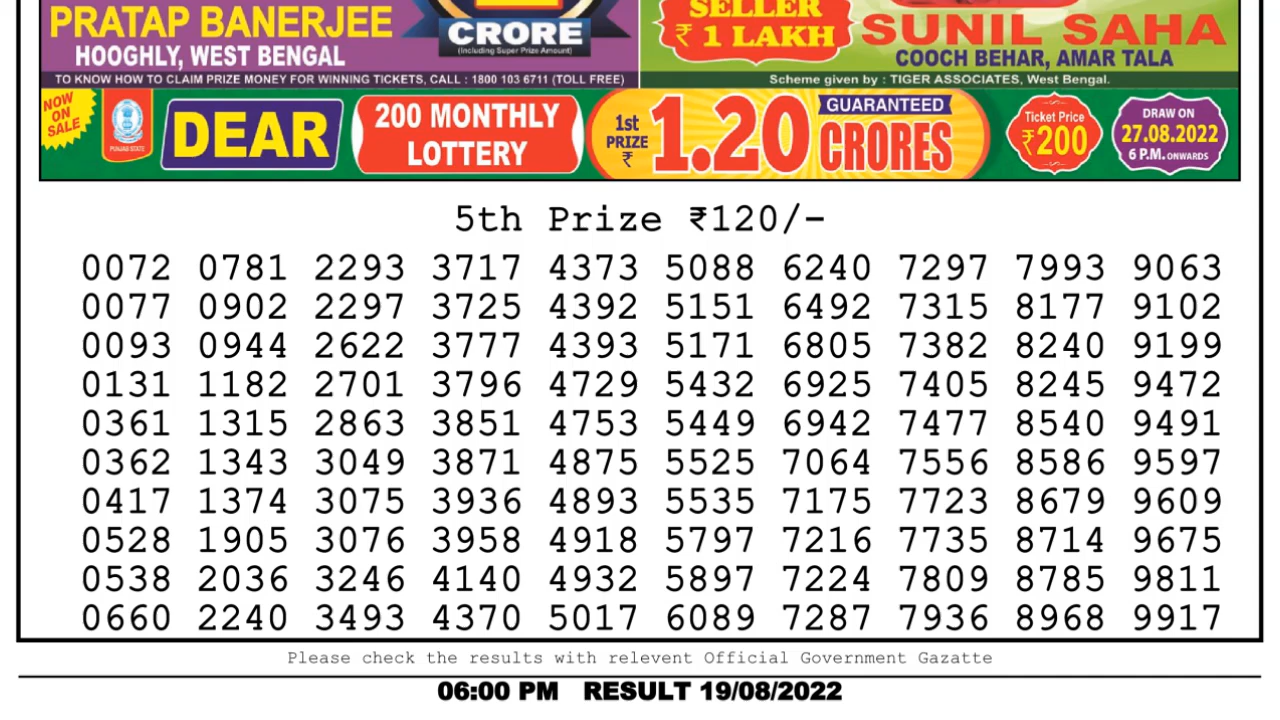 PRATAP BANERJEE
HOOGHLY, WEST BENGAL
CRORE
(Including Super Prize Amount)
SELLER
₹ 1 LAKH
SUNIL SAHA
COOCH BEHAR, AMAR TALA
TO KNOW HOW TO CLAIM PRIZE MONEY FOR WINNING TICKETS, CALL : 1800 103 6711 (TOLL FREE)
Scheme given by : TIGER ASSOCIATES, West Bengal.
NOW
ON
SALE
PUNJAB STATE
DEAR
200 MONTHLY
LOTTERY
1st
PRIZE
₹
1.20
GUARANTEED
CRORES
Ticket Price
₹200
DRAW ON
27.08.2022
6 P.M. ONWARDS
5th Prize ₹120/-
0072 0781 2293 3717 4373 5088 6240 7297 7993 9063
0077 0902 2297 3725 4392 5151 6492 7315 8177 9102
0093 0944 2622 3777 4393 5171 6805 7382 8240 9199
0131 1182 2701 3796 4729 5432 6925 7405 8245 9472
0361 1315 2863 3851 4753 5449 6942 7477 8540 9491
0362 1343 3049 3871 4875 5525 7064 7556 8586 9597
0417 1374 3075 3936 4893 5535 7175 7723 8679 9609
0528 1905 3076 3958 4918 5797 7216 7735 8714 9675
0538 2036 3246 4140 4932 5897 7224 7809 8785 9811
0660 2240 3493 4370 5017 6089 7287 7936 8968 9917
Please check the results with relevent Official Government Gazatte
06:00 PM RESULT 19/08/2022